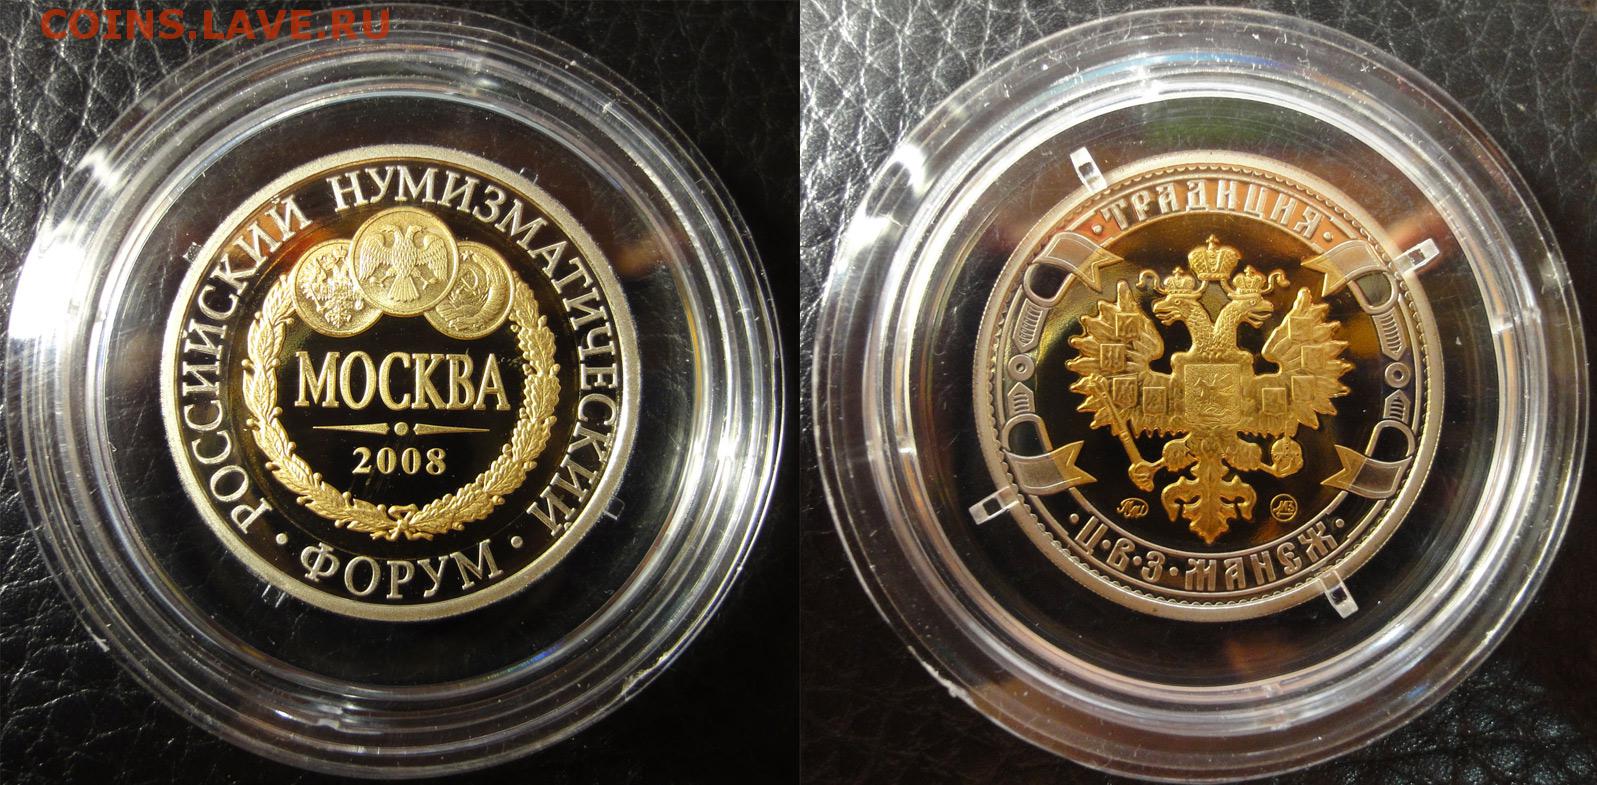 COINS.LAVE.RU
РОССИЙСКИЙ НУМИЗМАТИЧЕСКИЙ
· ФОРУМ ·
МОСКВА
2008
· ТРАДИЦИЯ ·
· Ц·В·З·МАНЕЖ ·